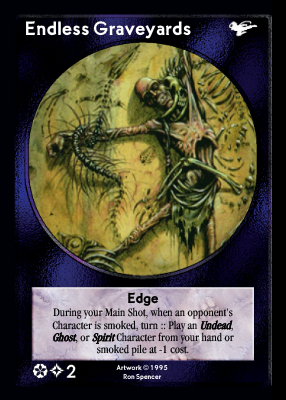 Endless Graveyards
Edge
During your Main Shot, when an opponent's
Character is smoked, turn :: Play an Undead,
Ghost, or Spirit Character from your hand or
smoked pile at -1 cost.
2
Artwork © 1995
Ron Spencer